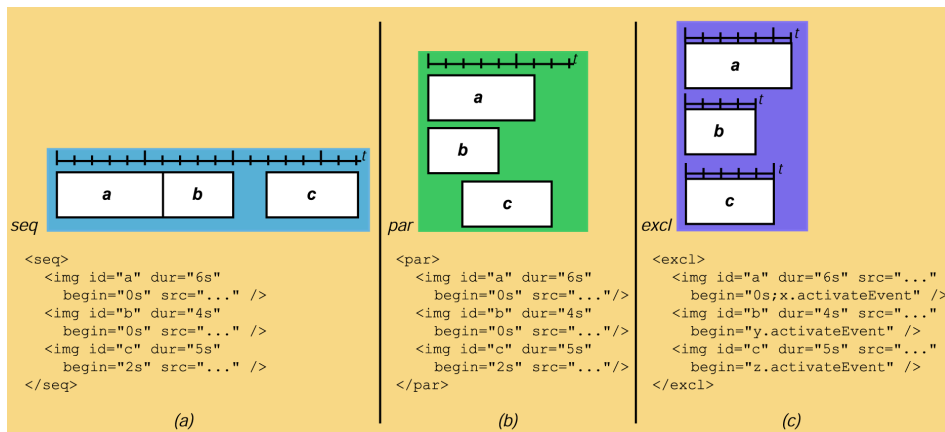 t
a
b
c
seq
<seq>
<img id="a" dur="6s"
begin="0s" src="..." />
<img id="b" dur="4s"
begin="0s" src="..." />
<img id="c" dur="5s"
begin="2s" src="..." />
</seq>
(a)
t
a
b
c
par
<par>
<img id="a" dur="6s"
begin="0s" src="..."/>
<img id="b" dur="4s"
begin="0s" src="..."/>
<img id="c" dur="5s"
begin="2s" src="..."/>
</par>
(b)
t
a
t
b
t
c
excl
<excl>
<img id="a" dur="6s" src="..."
begin="0s;x.activateEvent" />
<img id="b" dur="4s" src="..."
begin="y.activateEvent" />
<img id="c" dur="5s" src="..."
begin="z.activateEvent" />
</excl>
(c)